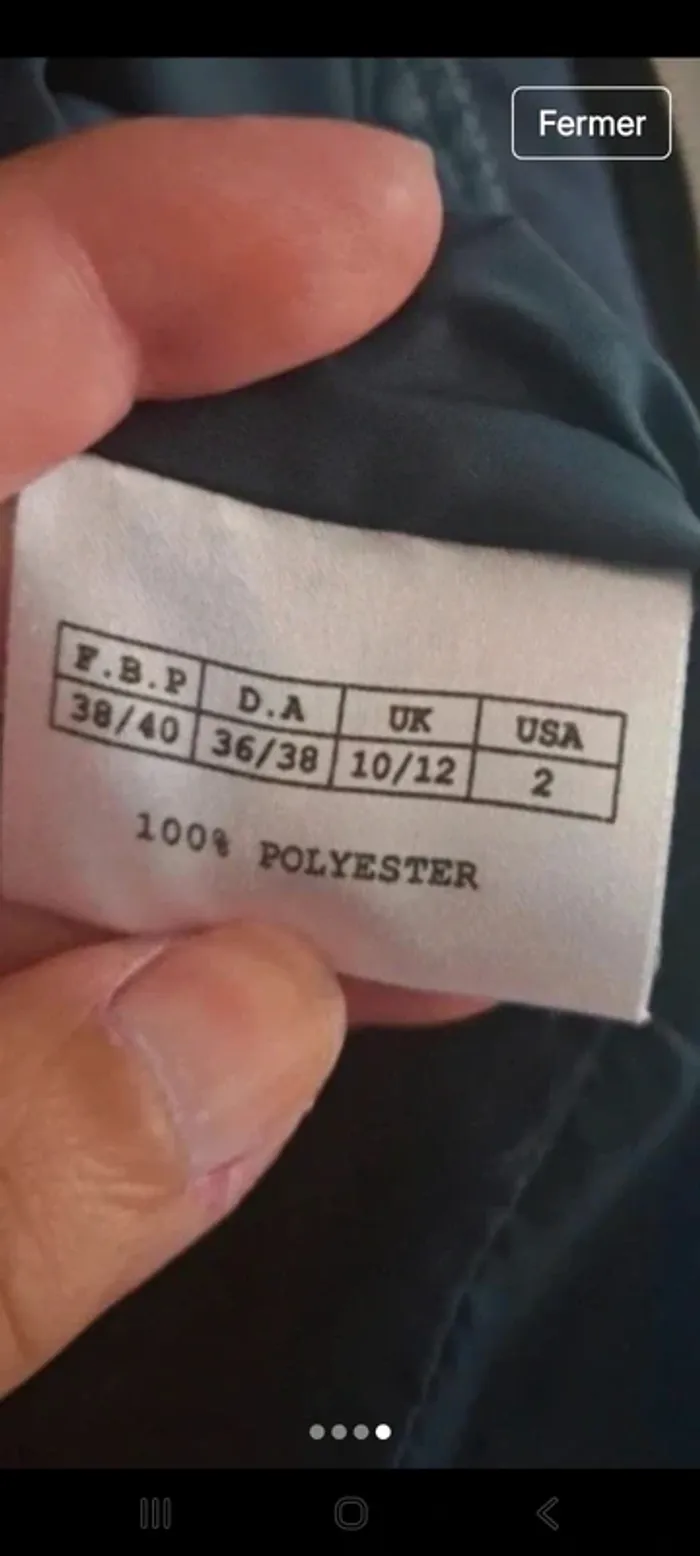 Fermer
F.B.P D.A UK USA
38/40 36/38 10/12 2
100% POLYESTER